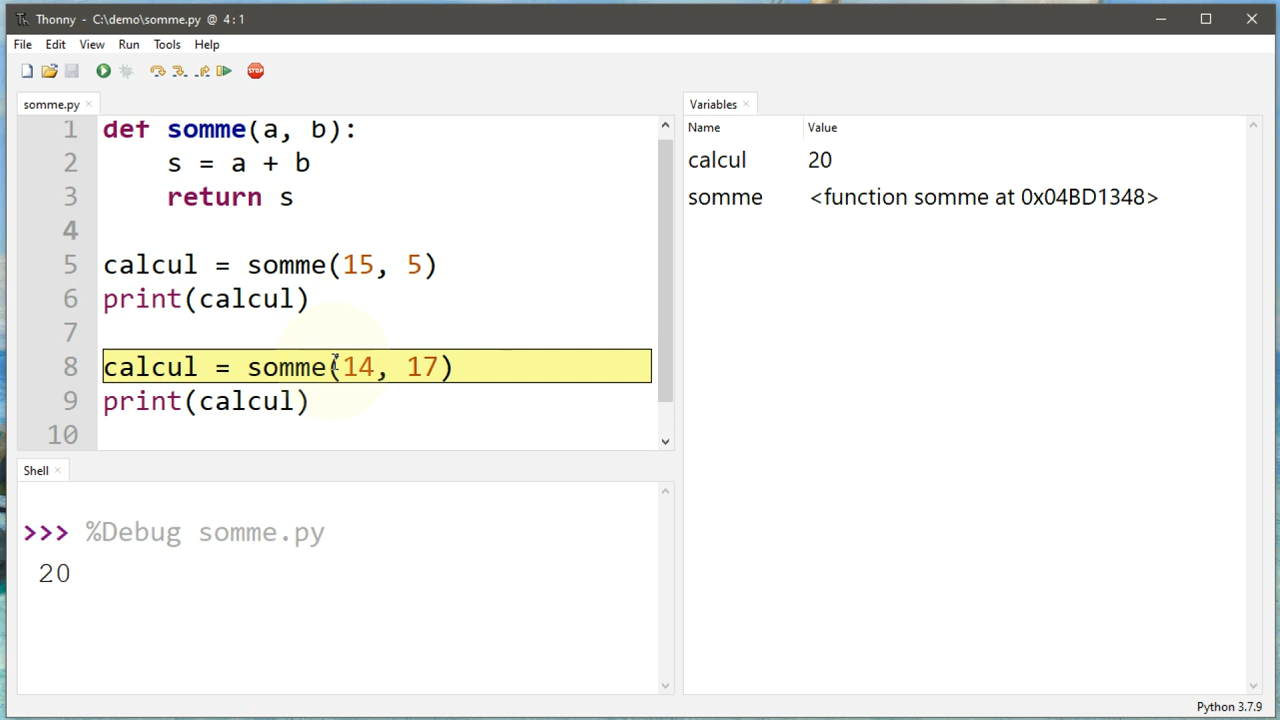 Thonny - C:\demo\somme.py @ 4:1
File Edit View Run Tools Help
STOP
somme.py
1 def somme(a, b):
2 s = a + b
3 return s
4
5 calcul = somme(15, 5)
6 print(calcul)
7
8 calcul = somme(14, 17)
9 print(calcul)
10
Shell
>>> %Debug somme.py
20
Variables
Name Value
calcul 20
somme <function somme at 0x04BD1348>
Python 3.7.9